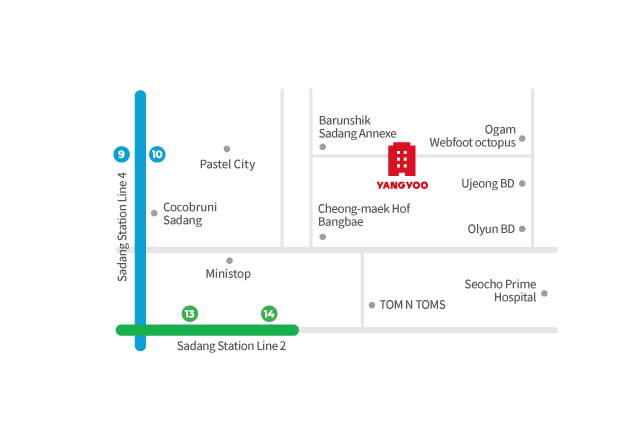 Barunshik
Sadang Annexe
Ogam
Webfoot octopus
9
10
Pastel City
YANGYOO
Ujeong BD
Cocobruni
Sadang
Cheong-maek Hof
Bangbae
Olyun BD
Sadang Station Line 4
Ministop
Seocho Prime
Hospital
TOM N TOMS
13
14
Sadang Station Line 2